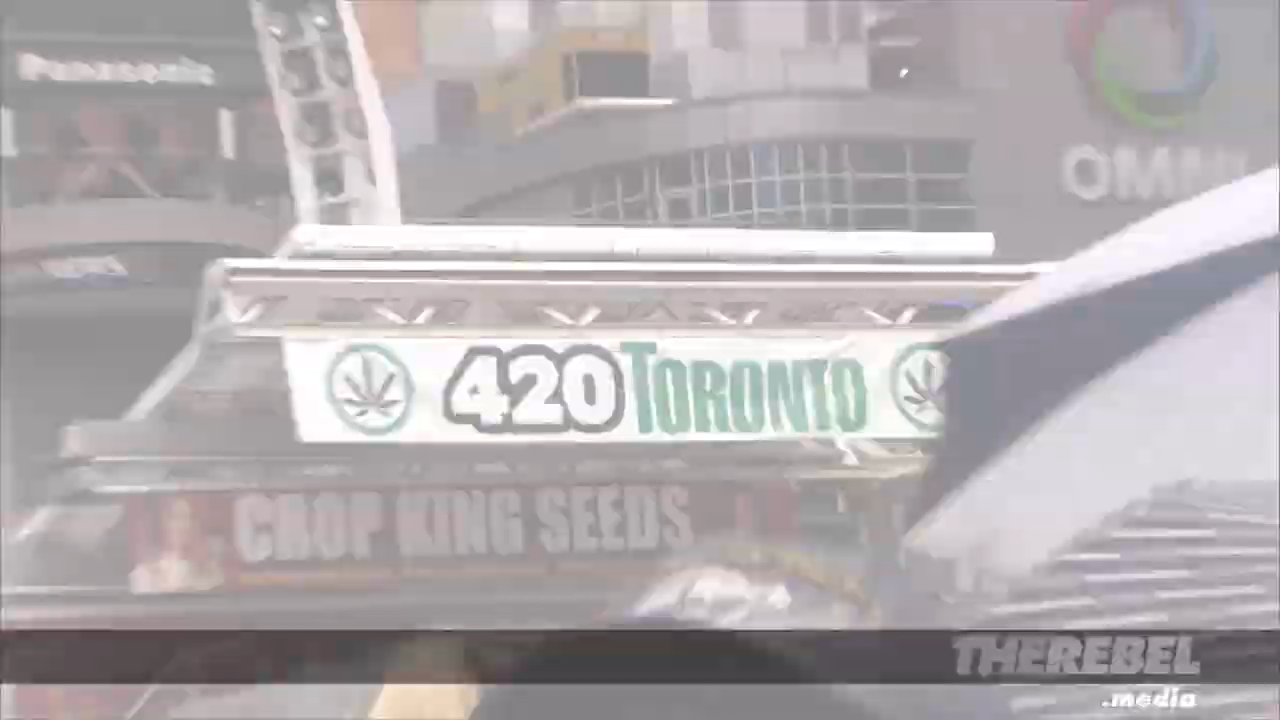 Panasonic
OMNI
420 TORONTO
CROP KING SEEDS
THEREBEL
.media